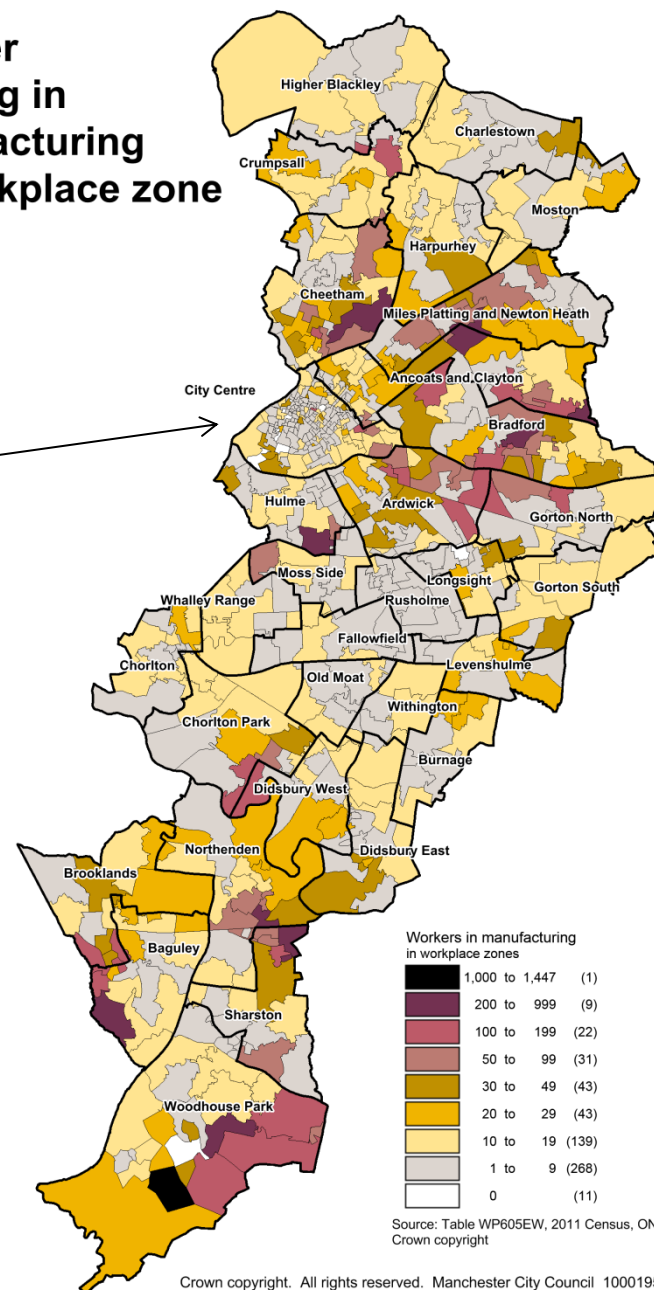 er
g in
acturing
rkplace zone
Higher Blackley
Charlestown
Crumpsall
Moston
Harpurhey
Cheetham
Miles Platting and Newton Heath
Ancoats and Clayton
City Centre
Bradford
Hulme
Ardwick
Gorton North
Moss Side
Longsight
Gorton South
Whalley Range
Rusholme
Fallowfield
Chorlton
Levenshulme
Old Moat
Withington
Chorlton Park
Burnage
Didsbury West
Northenden
Didsbury East
Brooklands
Baguley
Sharston
Woodhouse Park
Workers in manufacturing
in workplace zones
1,000 to 1,447 (1)
200 to 999 (9)
100 to 199 (22)
50 to 99 (31)
30 to 49 (43)
20 to 29 (43)
10 to 19 (139)
1 to 9 (268)
0 (11)
Source: Table WP605EW, 2011 Census, ON
Crown copyright
Crown copyright. All rights reserved. Manchester City Council 1000195